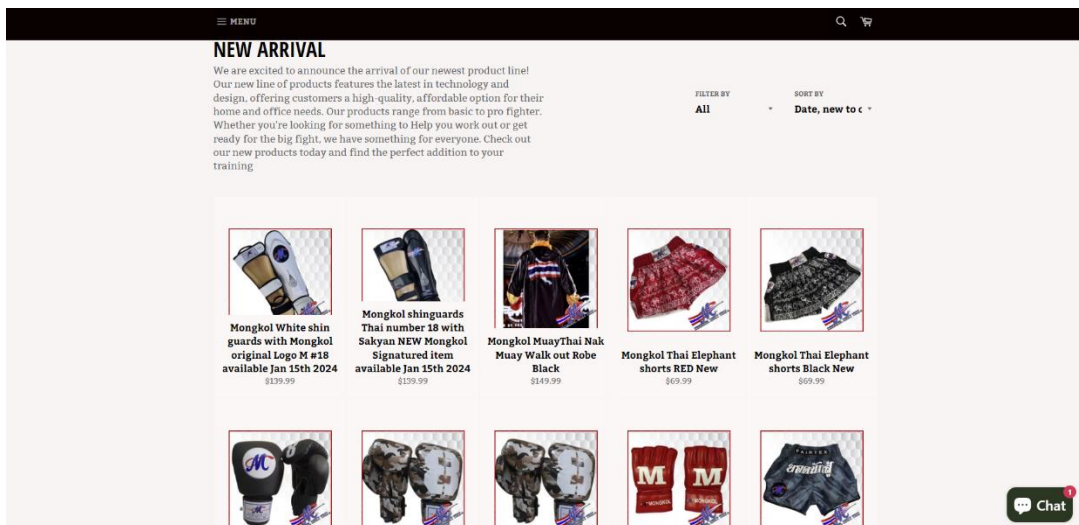 MENU
NEW ARRIVAL
We are excited to announce the arrival of our newest product line!
Our new line of products features the latest in technology and
design, offering customers a high-quality, affordable option for their
home and office needs. Our products range from basic to pro fighter.
Whether you're looking for something to Help you work out or get
ready for the big fight, we have something for everyone. Check out
our new products today and find the perfect addition to your
training
FILTER BY
All
SORT BY
Date, new to c
Mongkol White shin
guards with Mongkol
original Logo M #18
available Jan 15th 2024
$139.99
Mongkol shinguards
Thai number 18 with
Sakyan NEW Mongkol
Signatured item
available Jan 15th 2024
$139.99
Mongkol MuayThai Nak
Muay Walk out Robe
Black
$149.99
Mongkol Thai Elephant
shorts RED New
$69.99
Mongkol Thai Elephant
shorts Black New
$69.99
M
M M
1
Chat